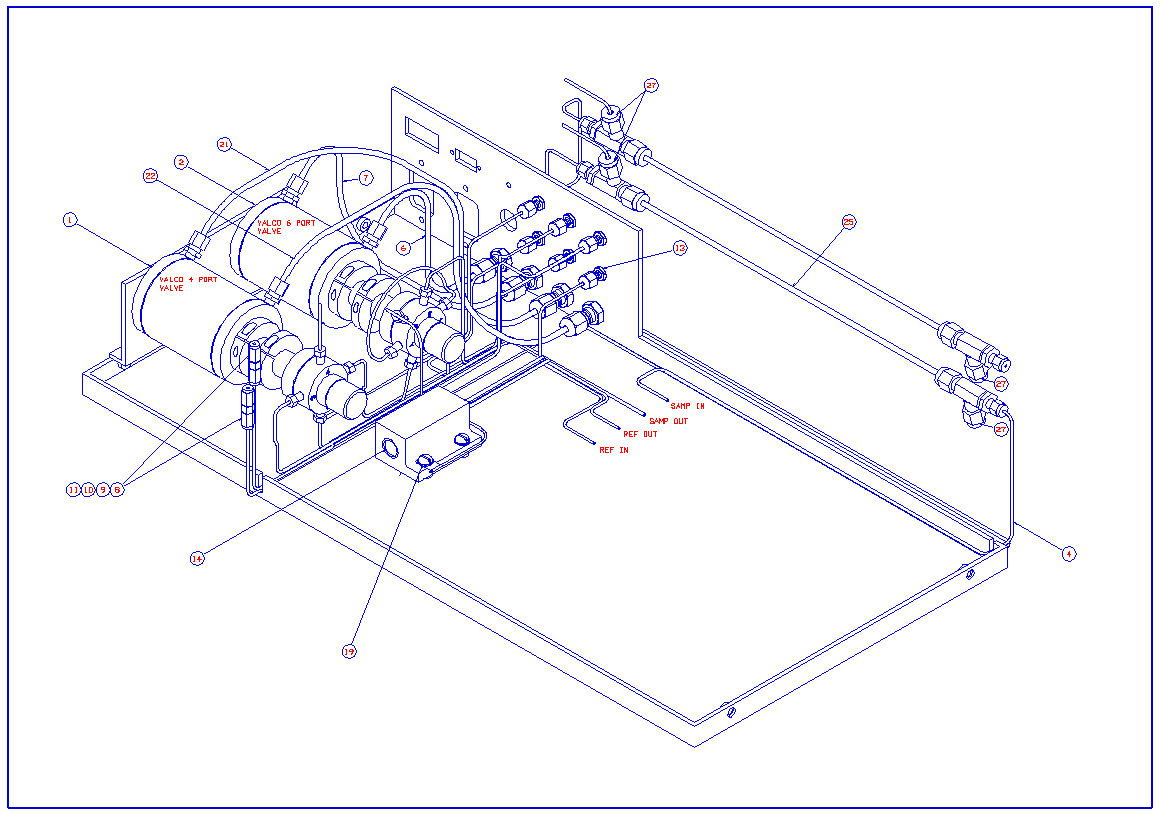 27
21
2
22
7
1
VALCO 6 PORT
VALVE
6
25
13
VALCO 4 PORT
VALVE
27
SAMP IN
SAMP OUT
27
REF OUT
REF IN
11 10 9 8
14
4
19